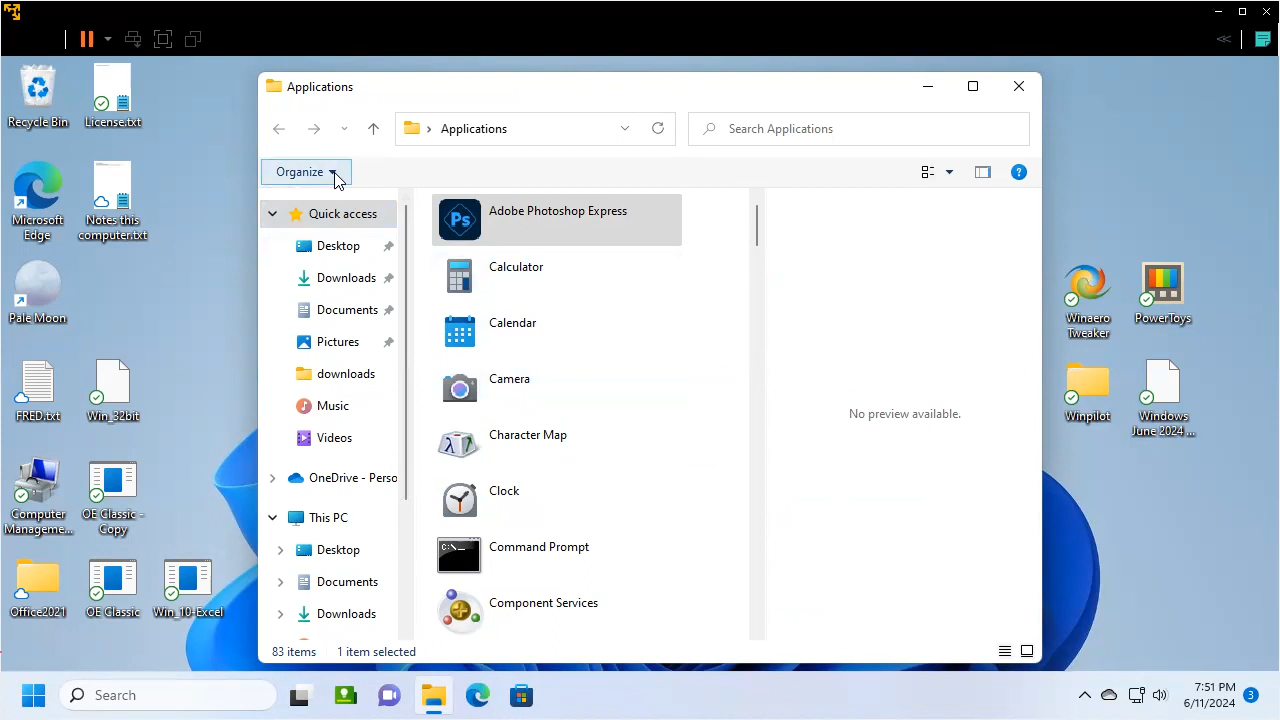 Applications
Applications
Search Applications
Organize
Quick access
Desktop
Downloads
Documents
Pictures
downloads
Music
Videos
OneDrive - Perso
This PC
Desktop
Documents
Downloads
Ps
Adobe Photoshop Express
Calculator
Calendar
Camera
Character Map
Clock
C:\._
Command Prompt
Component Services
No preview available.
83 items
1 item selected
Recycle Bin
License.txt
Microsoft
Edge
Notes this
computer.txt
Pale Moon
FRED.txt
Win_32bit
Computer
Manageme...
OE Classic -
Copy
Office2021
OE Classic
Win_10-Excel
Winaero
Tweaker
PowerToys
Winpilot
Windows
June 2024 ...
Search
7:51 PM
6/11/2024
3